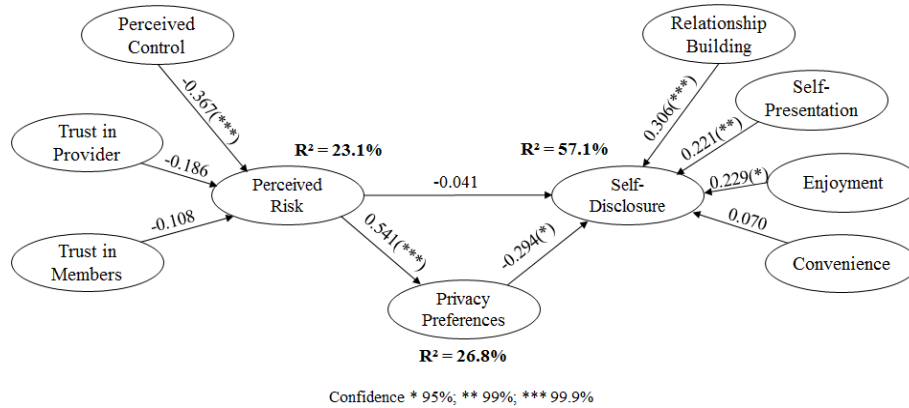 Perceived
Control
Relationship
Building
Self-
Presentation
-0.367(***)
0.306(***)
Trust in
Provider
0.221(**)
R² = 23.1%
R² = 57.1%
-0.186
Perceived
Risk
-0.041
Self-
Disclosure
0.229(*)
Enjoyment
-0.108
0.070
Trust in
Members
0.541(***)
-0.294(*)
Convenience
Privacy
Preferences
R² = 26.8%
Confidence * 95%; ** 99%; *** 99.9%